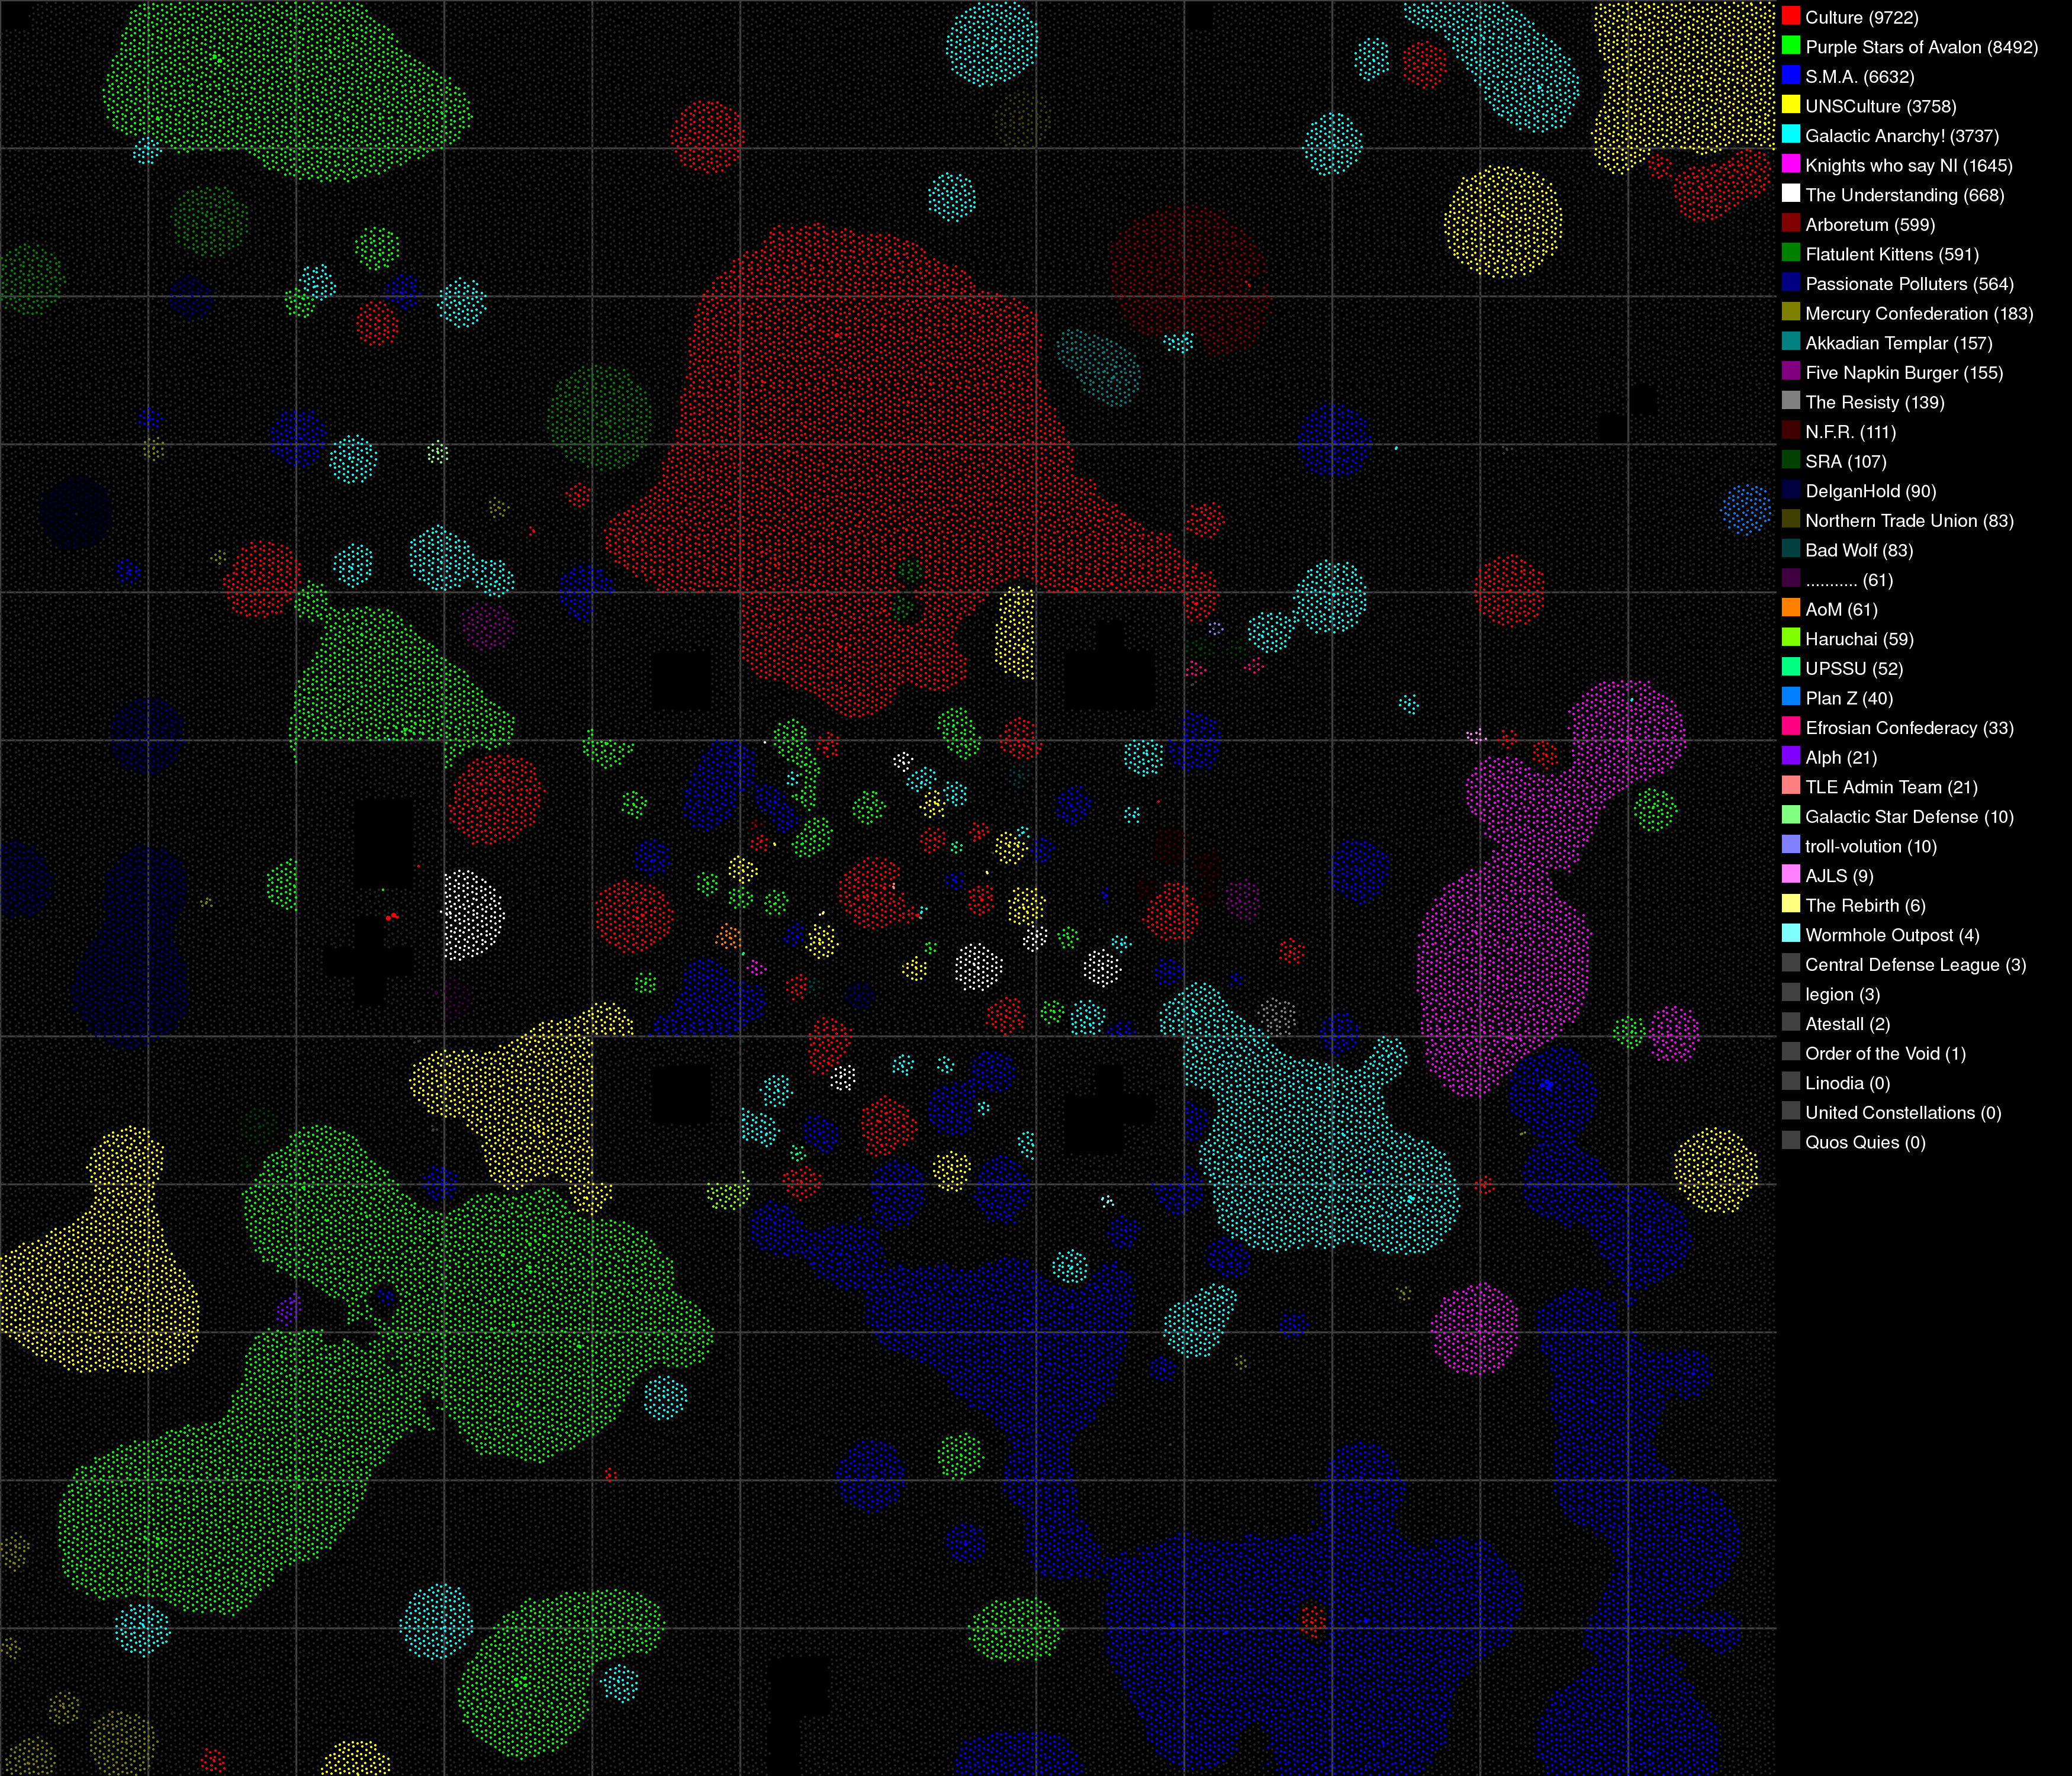 Culture (9722)
Purple Stars of Avalon (8492)
S.M.A. (6632)
UNSCulture (3758)
Galactic Anarchy! (3737)
Knights who say NI (1645)
The Understanding (668)
Arboretum (599)
Flatulent Kittens (591)
Passionate Polluters (564)
Mercury Confederation (183)
Akkadian Templar (157)
Five Napkin Burger (155)
The Resisty (139)
N.F.R. (111)
SRA (107)
DelganHold (90)
Northern Trade Union (83)
Bad Wolf (83)
........... (61)
AoM (61)
Haruchai (59)
UPSSU (52)
Plan Z (40)
Efrosian Confederacy (33)
Alph (21)
TLE Admin Team (21)
Galactic Star Defense (10)
troll-volution (10)
AJLS (9)
The Rebirth (6)
Wormhole Outpost (4)
Central Defense League (3)
legion (3)
Atestall (2)
Order of the Void (1)
Linodia (0)
United Constellations (0)
Quos Quies (0)